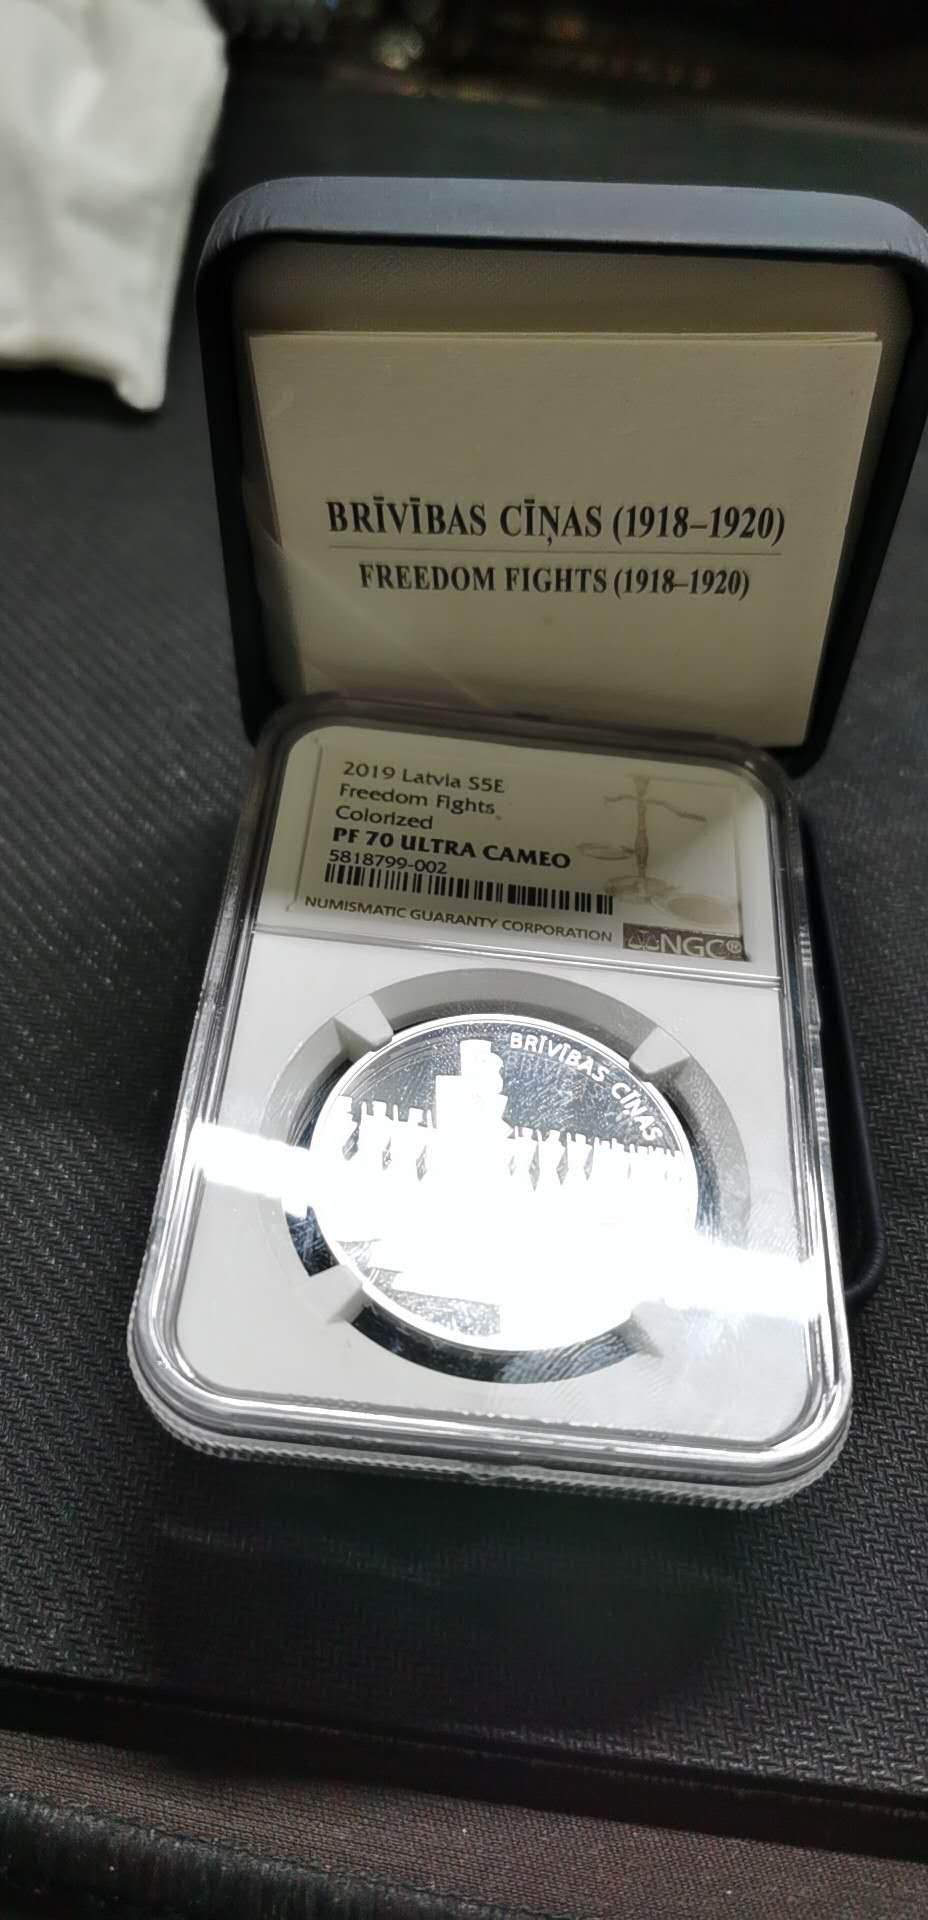 BRĪVĪBAS CĪŅAS (1918–1920)
FREEDOM FIGHTS (1918–1920)
2019 Latvia S5E
Freedom Fights
Colorized
PF 70 ULTRA CAMEO
5818799-002
NUMISMATIC GUARANTY CORPORATION
NGC®
BRĪVĪBAS CĪŅAS